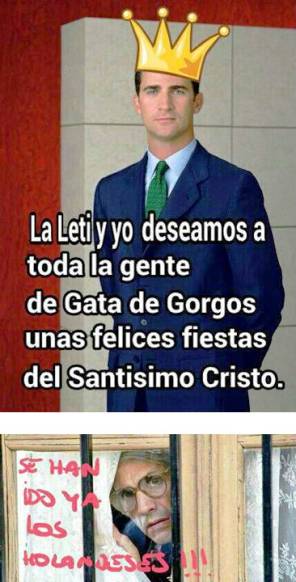 La Leti y yo deseamos a
toda la gente
de Gata de Gorgos
unas felices fiestas
del Santisimo Cristo.
SE HAN
IDO YA
LOS
HOLANDESES!!!